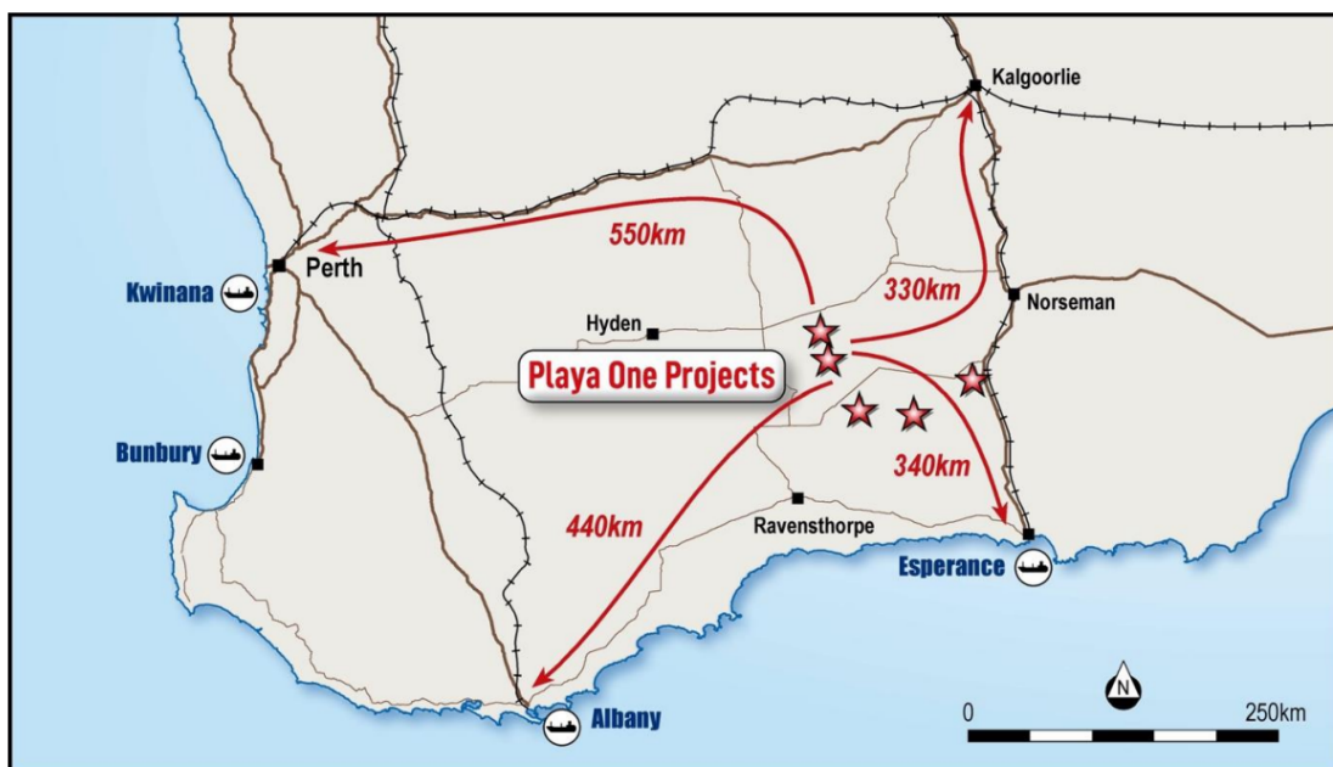 Kalgoorlie
550km
Perth
Kwinana
330km
Norseman
Hyden
Playa One Projects
Bunbury
340km
440km
Ravensthorpe
Esperance
Albany
N
0 250km